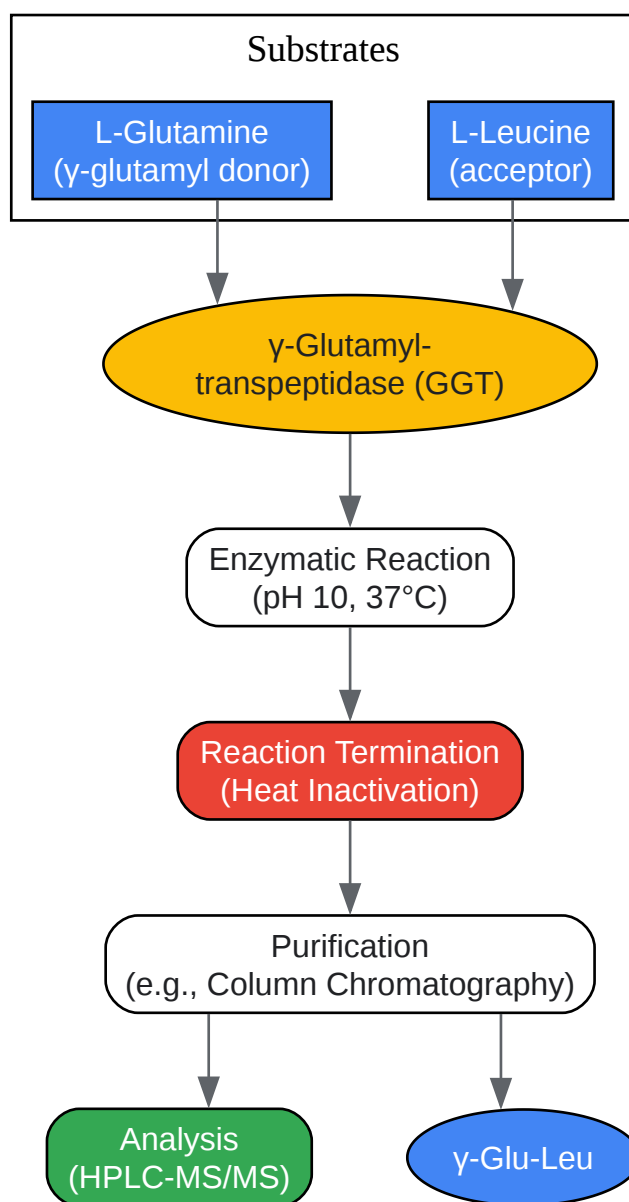 Substrates
L-Glutamine
(γ-glutamyl donor)
L-Leucine
(acceptor)
γ-Glutamyl-
transpeptidase (GGT)
Enzymatic Reaction
(pH 10, 37°C)
Reaction Termination
(Heat Inactivation)
Purification
(e.g., Column Chromatography)
Analysis
(HPLC-MS/MS)
γ-Glu-Leu